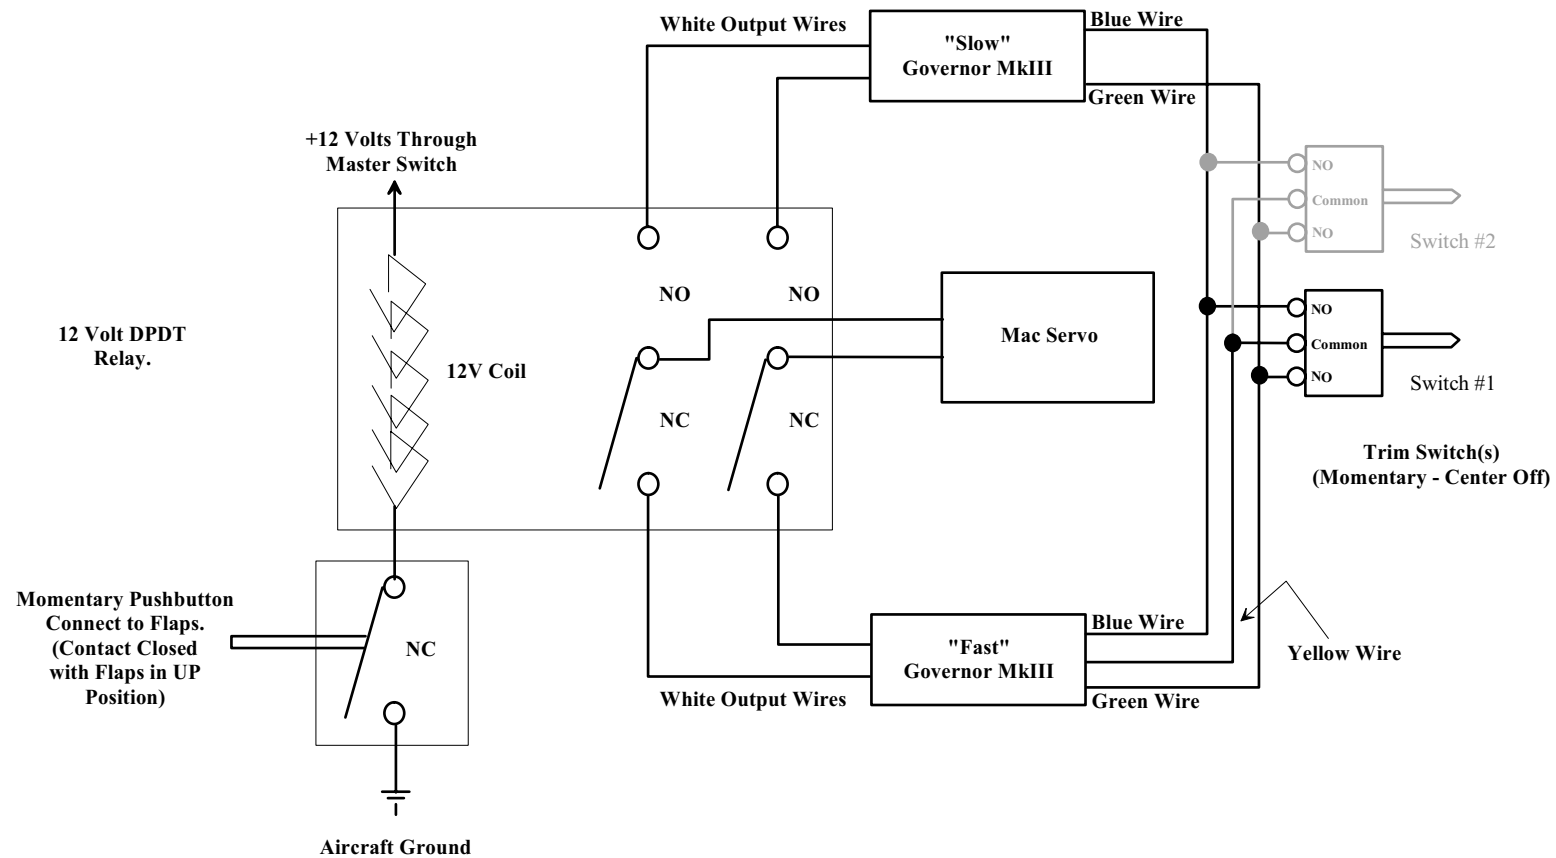 White Output Wires
"Slow"
Governor MkIII
Blue Wire
Green Wire
+12 Volts Through
Master Switch
NO
Common
NO
Switch #2
12 Volt DPDT
Relay.
12V Coil
NO
NO
NC
NC
Mac Servo
NO
Common
NO
Switch #1
Trim Switch(s)
(Momentary - Center Off)
Momentary Pushbutton
Connect to Flaps.
(Contact Closed
with Flaps in UP
Position)
NC
White Output Wires
"Fast"
Governor MkIII
Blue Wire
Green Wire
Yellow Wire
Aircraft Ground